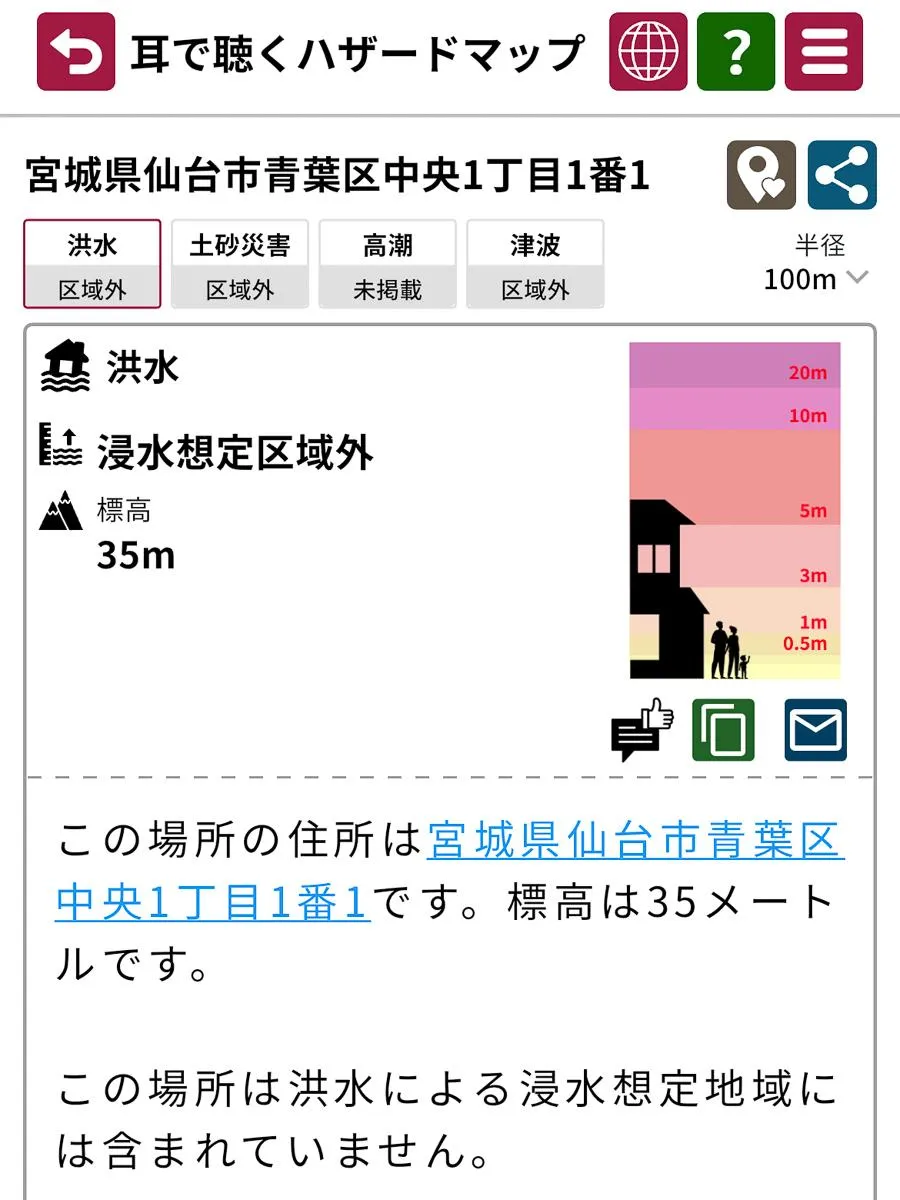 耳で聴くハザードマップ
?
宮城県仙台市青葉区中央1丁目1番1
洪水
区域外
土砂災害
区域外
高潮
未掲載
津波
区域外
半径
100m
洪水
浸水想定区域外
標高
35m
20m
10m
5m
3m
1m
0.5m
この場所の住所は宮城県仙台市青葉区
中央1丁目1番1です。標高は35メート
ルです。
この場所は洪水による浸水想定地域に
は含まれていません。